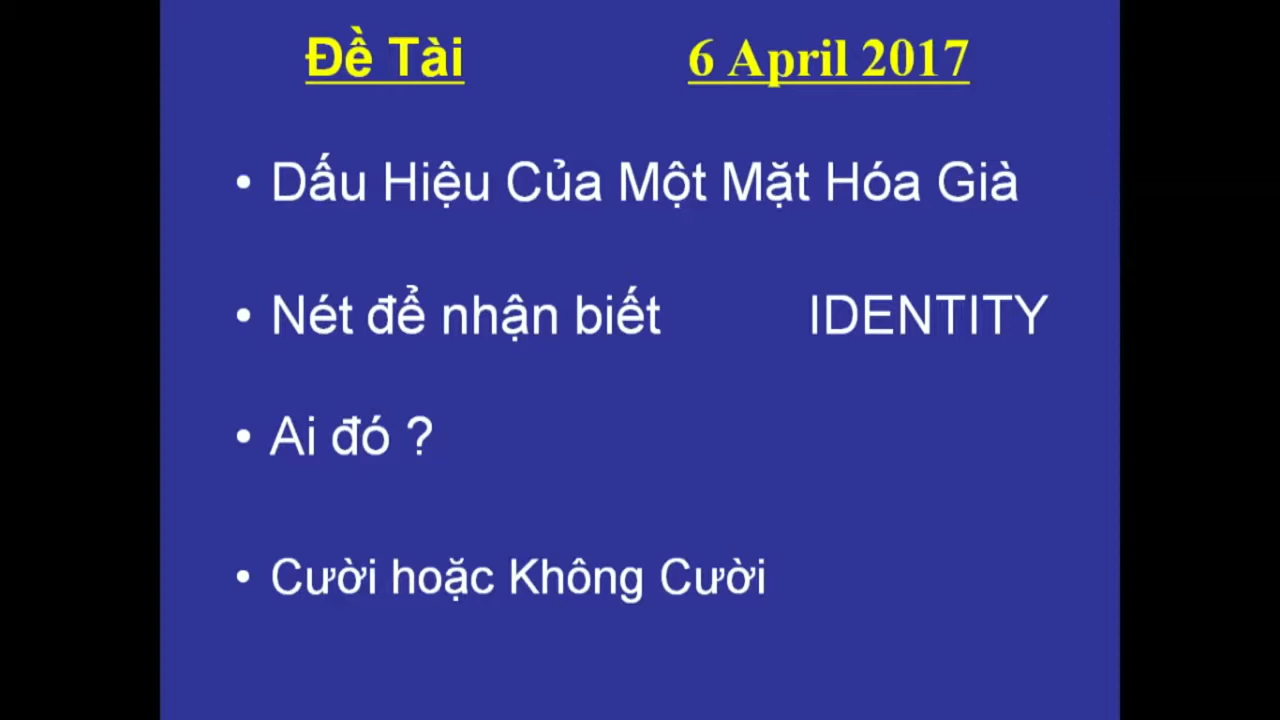 Đề Tài 6 April 2017
• Dấu Hiệu Của Một Mặt Hóa Già
• Nét để nhận biết IDENTITY
• Ai đó ?
• Cười hoặc Không Cười